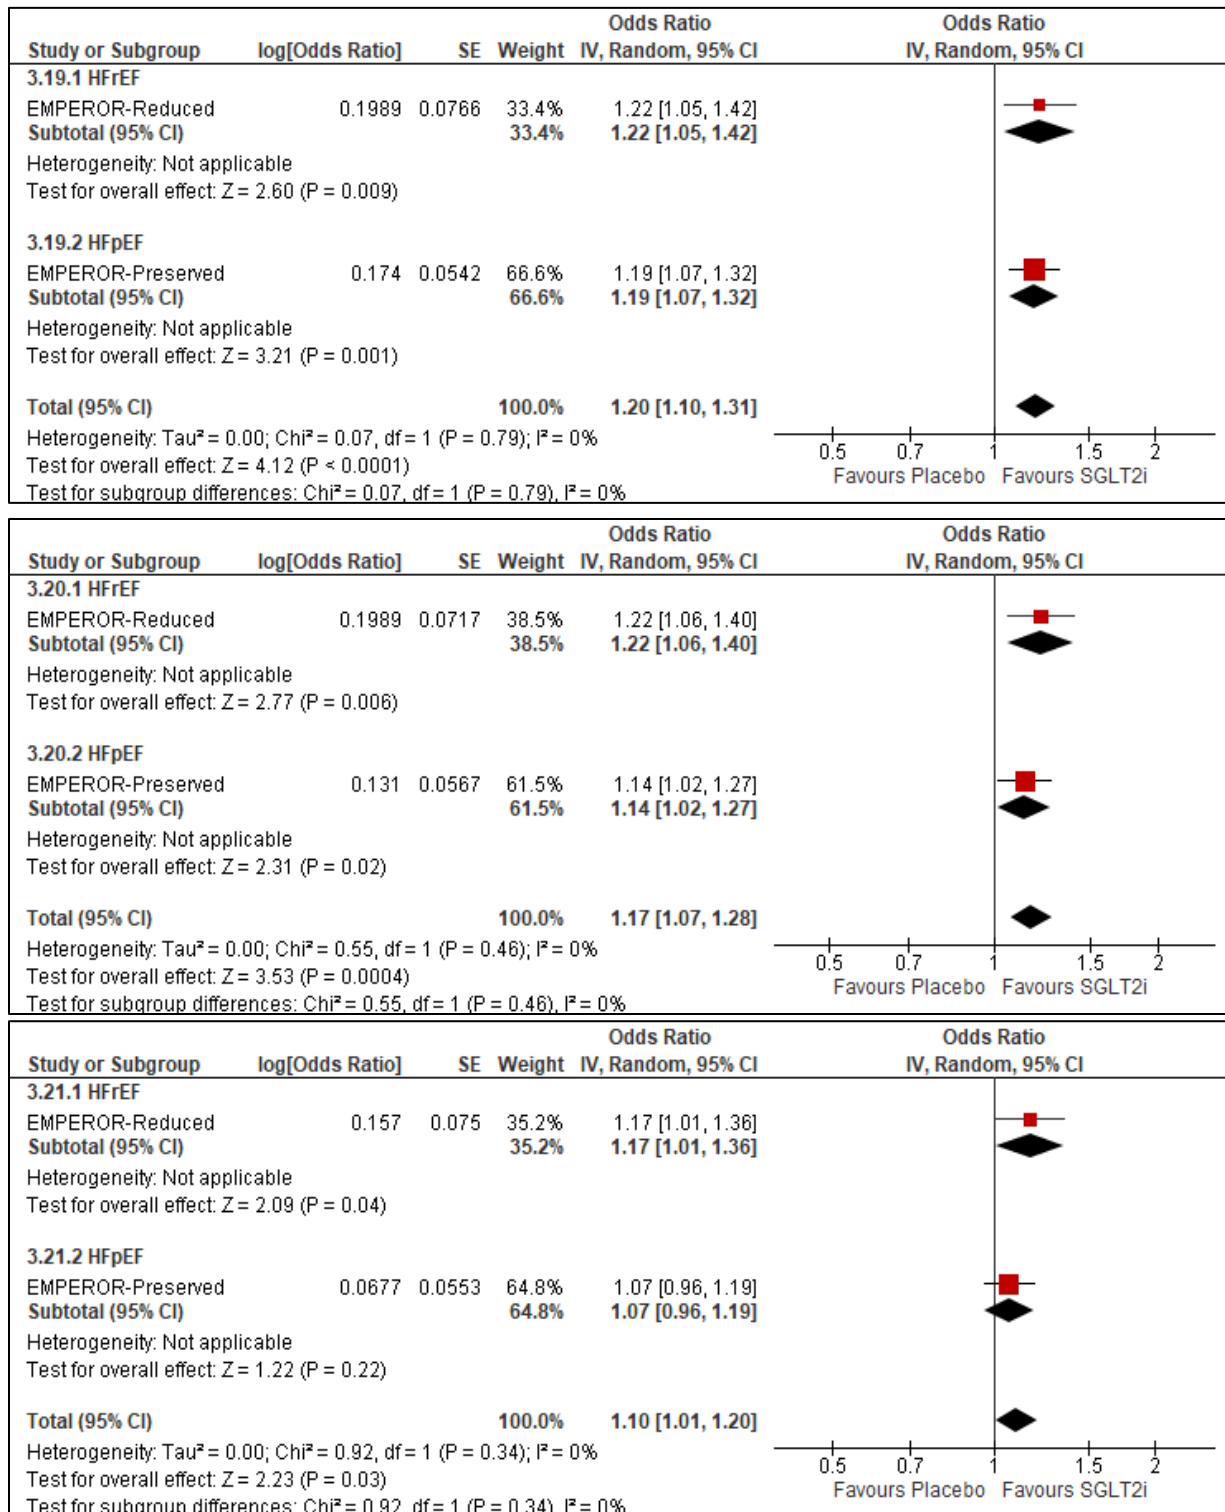 Odds Ratio Odds Ratio
Study or Subgroup log[Odds Ratio] SE Weight IV, Random, 95% CI IV, Random, 95% CI
3.19.1 HFrEF
EMPEROR-Reduced 0.1989 0.0766 33.4% 1.22 [1.05, 1.42]
Subtotal (95% CI) 33.4% 1.22 [1.05, 1.42]
Heterogeneity: Not applicable
Test for overall effect: Z = 2.60 (P = 0.009)
3.19.2 HFpEF
EMPEROR-Preserved 0.174 0.0542 66.6% 1.19 [1.07, 1.32]
Subtotal (95% CI) 66.6% 1.19 [1.07, 1.32]
Heterogeneity: Not applicable
Test for overall effect: Z = 3.21 (P = 0.001)
Total (95% CI) 100.0% 1.20 [1.10, 1.31]
Heterogeneity: Tau² = 0.00; Chi² = 0.07, df = 1 (P = 0.79); I² = 0%
Test for overall effect: Z = 4.12 (P < 0.0001)
Test for subgroup differences: Chi² = 0.07, df = 1 (P = 0.79), I² = 0%
0.5 0.7 1 1.5 2
Favours Placebo Favours SGLT2i
Odds Ratio Odds Ratio
Study or Subgroup log[Odds Ratio] SE Weight IV, Random, 95% CI IV, Random, 95% CI
3.20.1 HFrEF
EMPEROR-Reduced 0.1989 0.0717 38.5% 1.22 [1.06, 1.40]
Subtotal (95% CI) 38.5% 1.22 [1.06, 1.40]
Heterogeneity: Not applicable
Test for overall effect: Z = 2.77 (P = 0.006)
3.20.2 HFpEF
EMPEROR-Preserved 0.131 0.0567 61.5% 1.14 [1.02, 1.27]
Subtotal (95% CI) 61.5% 1.14 [1.02, 1.27]
Heterogeneity: Not applicable
Test for overall effect: Z = 2.31 (P = 0.02)
Total (95% CI) 100.0% 1.17 [1.07, 1.28]
Heterogeneity: Tau² = 0.00; Chi² = 0.55, df = 1 (P = 0.46); I² = 0%
Test for overall effect: Z = 3.53 (P = 0.0004)
Test for subgroup differences: Chi² = 0.55, df = 1 (P = 0.46), I² = 0%
0.5 0.7 1 1.5 2
Favours Placebo Favours SGLT2i
Odds Ratio Odds Ratio
Study or Subgroup log[Odds Ratio] SE Weight IV, Random, 95% CI IV, Random, 95% CI
3.21.1 HFrEF
EMPEROR-Reduced 0.157 0.075 35.2% 1.17 [1.01, 1.36]
Subtotal (95% CI) 35.2% 1.17 [1.01, 1.36]
Heterogeneity: Not applicable
Test for overall effect: Z = 2.09 (P = 0.04)
3.21.2 HFpEF
EMPEROR-Preserved 0.0677 0.0553 64.8% 1.07 [0.96, 1.19]
Subtotal (95% CI) 64.8% 1.07 [0.96, 1.19]
Heterogeneity: Not applicable
Test for overall effect: Z = 1.22 (P = 0.22)
Total (95% CI) 100.0% 1.10 [1.01, 1.20]
Heterogeneity: Tau² = 0.00; Chi² = 0.92, df = 1 (P = 0.34); I² = 0%
Test for overall effect: Z = 2.23 (P = 0.03)
Test for subgroup differences: Chi² = 0.92, df = 1 (P = 0.34), I² = 0%
0.5 0.7 1 1.5 2
Favours Placebo Favours SGLT2i